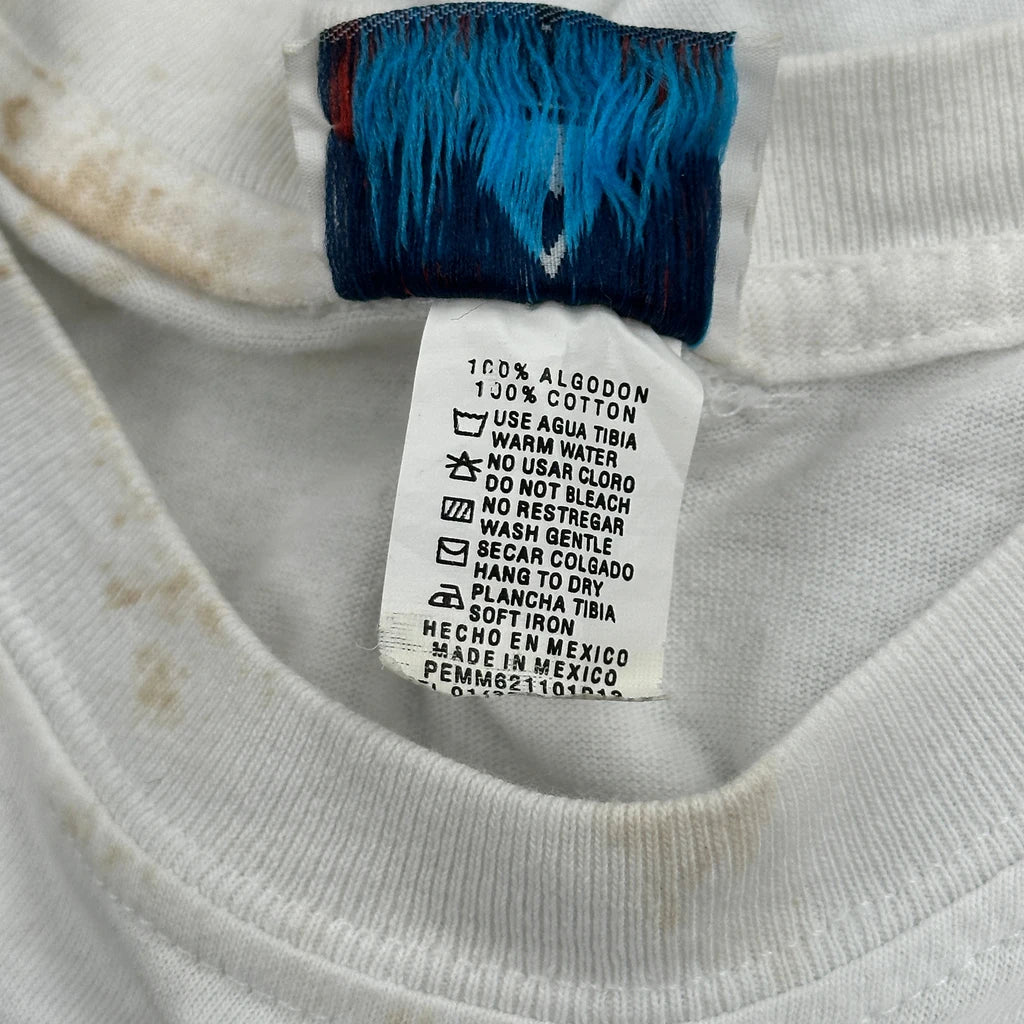 100% ALGODON
100% COTTON
USE AGUA TIBIA
WARM WATER
NO USAR CLORO
DO NOT BLEACH
NO RESTREGAR
WASH GENTLE
SECAR COLGADO
HANG TO DRY
PLANCHA TIBIA
SOFT IRON
HECHO EN MEXICO
MADE IN MEXICO